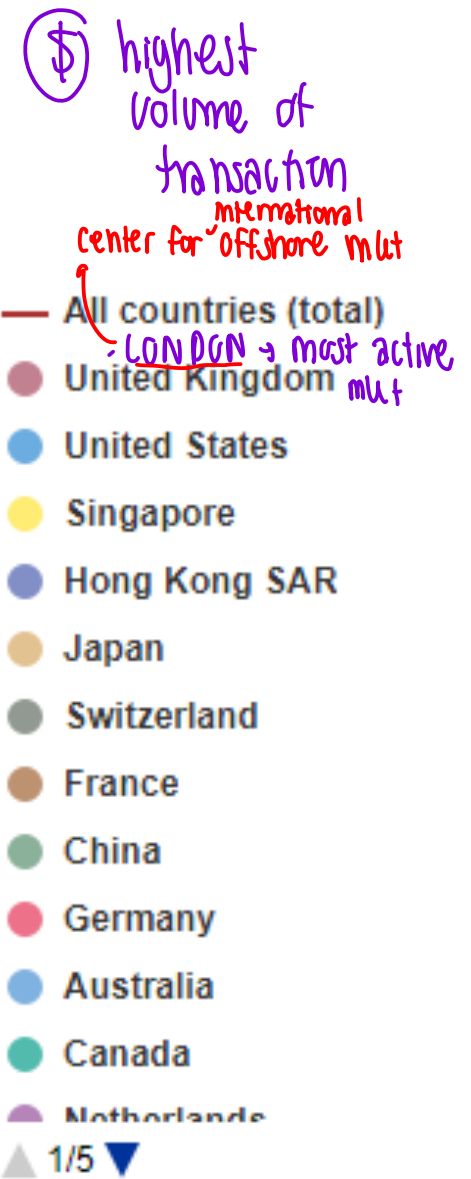 $ highest
volume of
transaction
international
center for offshore mkt
All countries (total)
LONDON → most active
United Kingdom
mkt
United States
Singapore
Hong Kong SAR
Japan
Switzerland
France
China
Germany
Australia
Canada
Netherlands
1/5